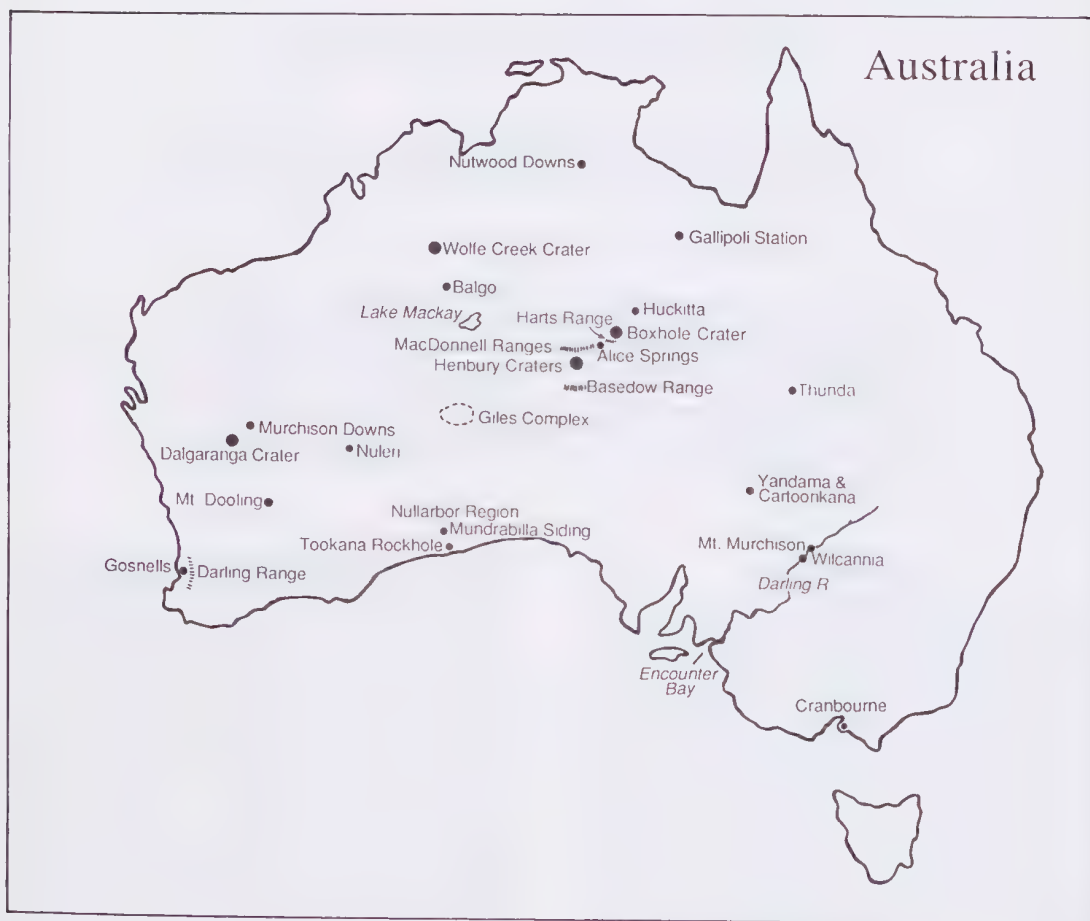 Australia
Nutwood Downs
Gallipoli Station
Wolfe Creek Crater
Balgo
Lake Mackay
Huckitta
Harts Range
Boxhole Crater
MacDonnell Ranges
Alice Springs
Henbury Craters
Basedow Range
Thunda
Giles Complex
Murchison Downs
Dalgaranga Crater
Nuleri
Mt. Dooling
Yandama &
Cartoonkana
Nullarbor Region
Mundrabilla Siding
Tookana Rockhole
Mt. Murchison
Wilcannia
Gosnells
Darling Range
Darling R
Encounter
Bay
Cranbourne